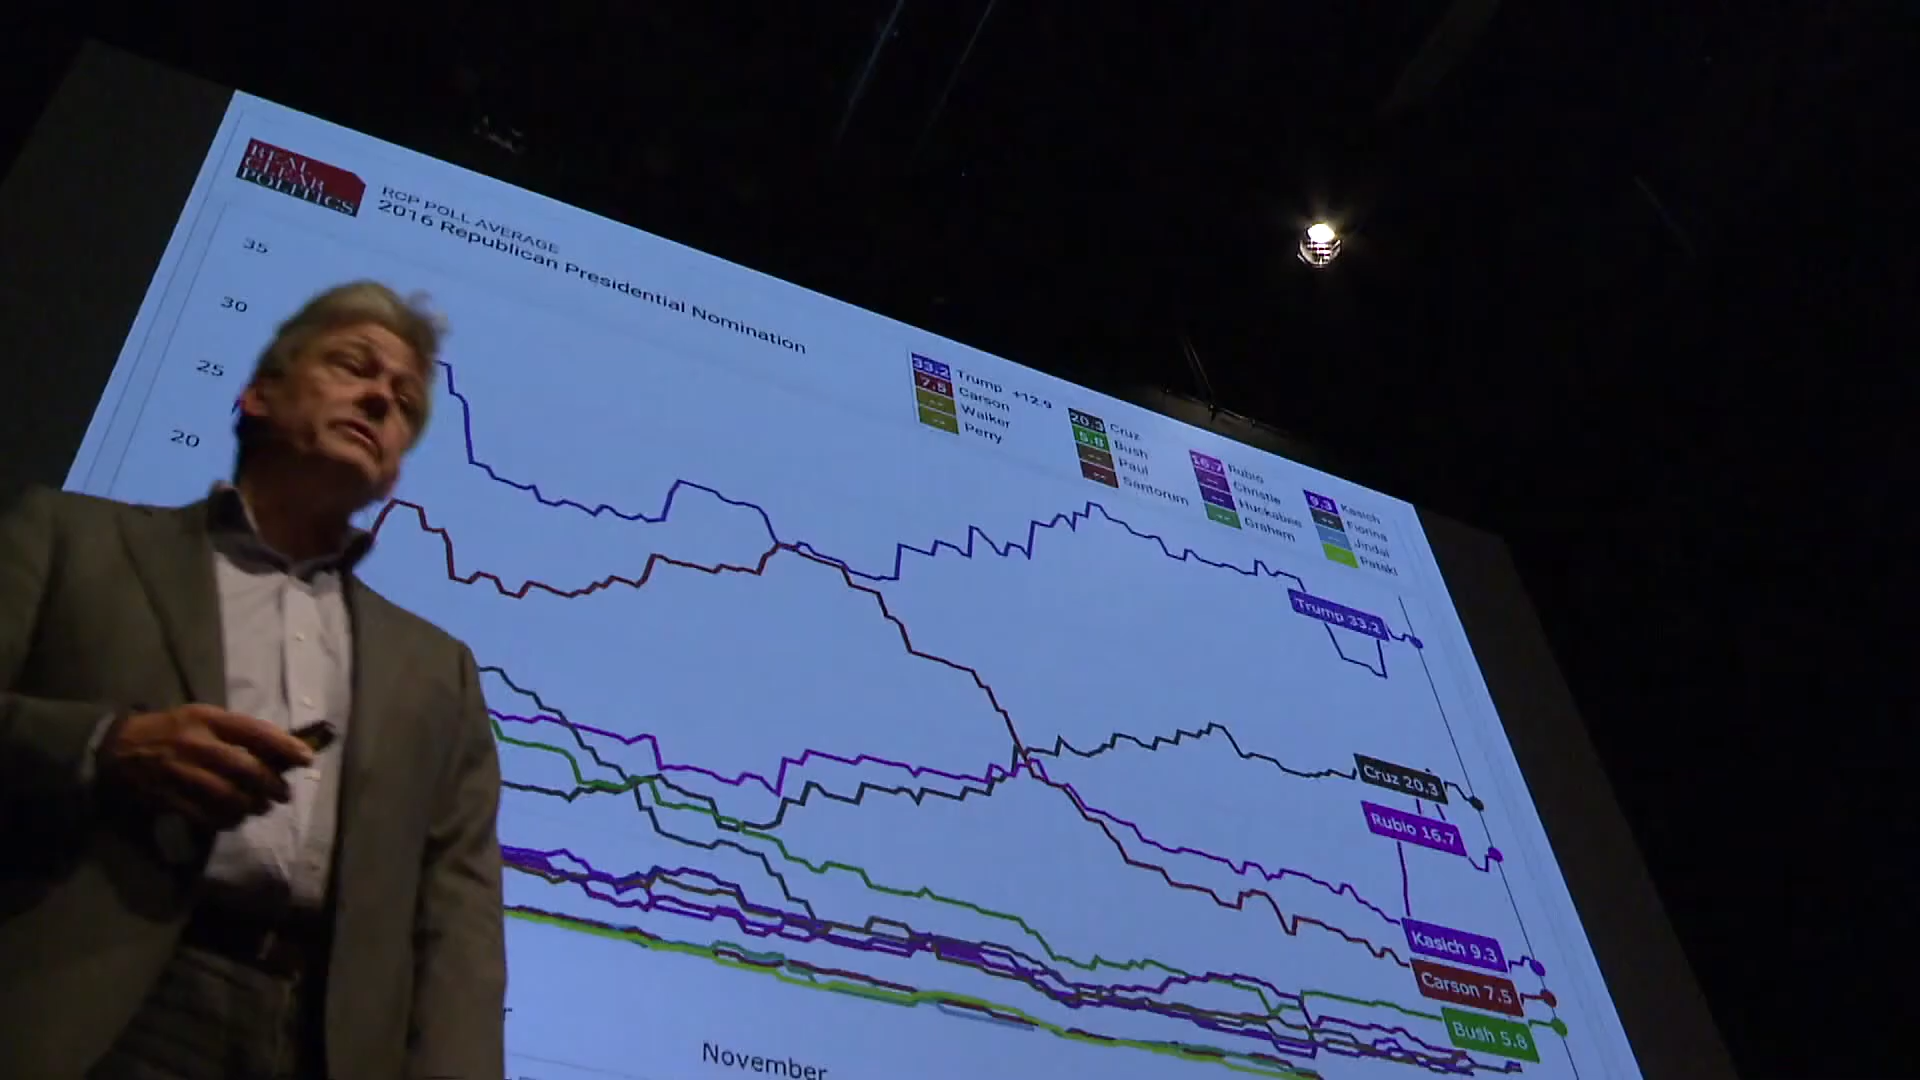 REAL
CLEAR
POLITICS
RCP POLL AVERAGE
2016 Republican Presidential Nomination
35
30
25
20
33.2 Trump +12.9
7.5 Carson
-- Walker
-- Perry
20.3 Cruz
5.8 Bush
-- Paul
-- Santorum
16.7 Rubio
-- Christie
-- Huckabee
-- Graham
9.3 Kasich
-- Fiorina
-- Jindal
-- Pataki
Trump 33.2
Cruz 20.3
Rubio 16.7
Kasich 9.3
Carson 7.5
Bush 5.8
November